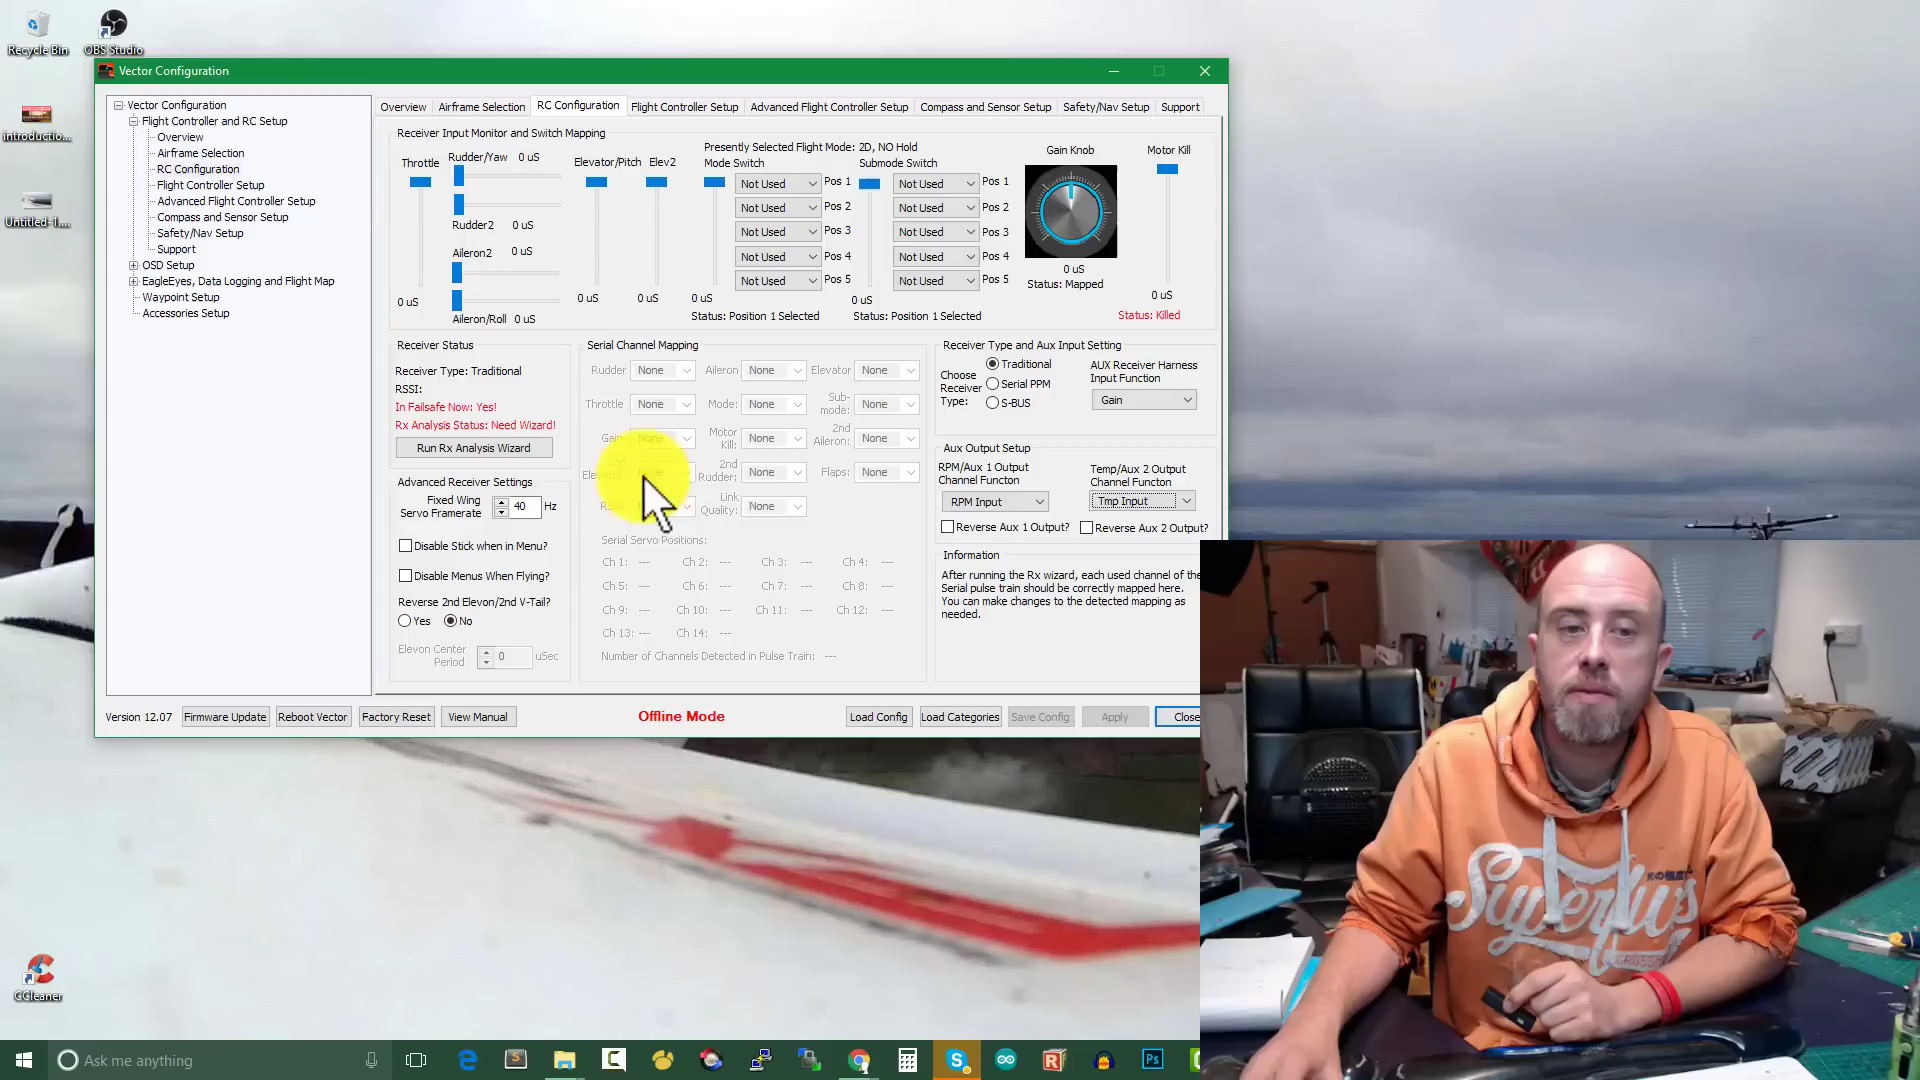 Recycle Bin
OBS Studio
introductio...
Untitled-1....
CCleaner
Vector Configuration
Vector Configuration
Flight Controller and RC Setup
Overview
Airframe Selection
RC Configuration
Flight Controller Setup
Advanced Flight Controller Setup
Compass and Sensor Setup
Safety/Nav Setup
Support
OSD Setup
EagleEyes, Data Logging and Flight Map
Waypoint Setup
Accessories Setup
Overview Airframe Selection RC Configuration Flight Controller Setup Advanced Flight Controller Setup Compass and Sensor Setup Safety/Nav Setup Support
Receiver Input Monitor and Switch Mapping
Throttle
0 uS
Rudder/Yaw 0 uS
Rudder2 0 uS
Aileron2 0 uS
Aileron/Roll 0 uS
Elevator/Pitch Elev2
0 uS 0 uS
Presently Selected Flight Mode: 2D, NO Hold
Mode Switch Submode Switch
Not Used Pos 1 Not Used Pos 1
Not Used Pos 2 Not Used Pos 2
Not Used Pos 3 Not Used Pos 3
Not Used Pos 4 Not Used Pos 4
Not Used Pos 5 Not Used Pos 5
0 uS 0 uS
Status: Position 1 Selected Status: Position 1 Selected
Gain Knob
0 uS
Status: Mapped
Motor Kill
0 uS
Status: Killed
Receiver Status
Receiver Type: Traditional
RSSI:
In Failsafe Now: Yes!
Rx Analysis Status: Need Wizard!
Run Rx Analysis Wizard
Advanced Receiver Settings
Fixed Wing
Servo Framerate 40 Hz
Disable Stick when in Menu?
Disable Menus When Flying?
Reverse 2nd Elevon/2nd V-Tail?
Yes No
Elevon Center
Period 0 uSec
Serial Channel Mapping
Rudder None Aileron None Elevator None
Throttle None Mode: None Sub-
mode: None
Gain None Motor
Kill: None 2nd
Aileron: None
2nd
None 2nd
Rudder: None Flaps: None
RSSI Link
Quality: None
Serial Servo Positions:
Ch 1: --- Ch 2: --- Ch 3: --- Ch 4: ---
Ch 5: --- Ch 6: --- Ch 7: --- Ch 8: ---
Ch 9: --- Ch 10: --- Ch 11: --- Ch 12: ---
Ch 13: --- Ch 14: ---
Number of Channels Detected in Pulse Train: ---
Receiver Type and Aux Input Setting
Choose
Receiver
Type:
Traditional
Serial PPM
S-BUS
AUX Receiver Harness
Input Function
Gain
Aux Output Setup
RPM/Aux 1 Output
Channel Functon
RPM Input
Reverse Aux 1 Output?
Temp/Aux 2 Output
Channel Functon
Tmp Input
Reverse Aux 2 Output?
Information
After running the Rx wizard, each used channel of the
Serial pulse train should be correctly mapped here.
You can make changes to the detected mapping as
needed.
Version 12.07 Firmware Update Reboot Vector Factory Reset View Manual Offline Mode Load Config Load Categories Save Config Apply Close
Ask me anything
Ps